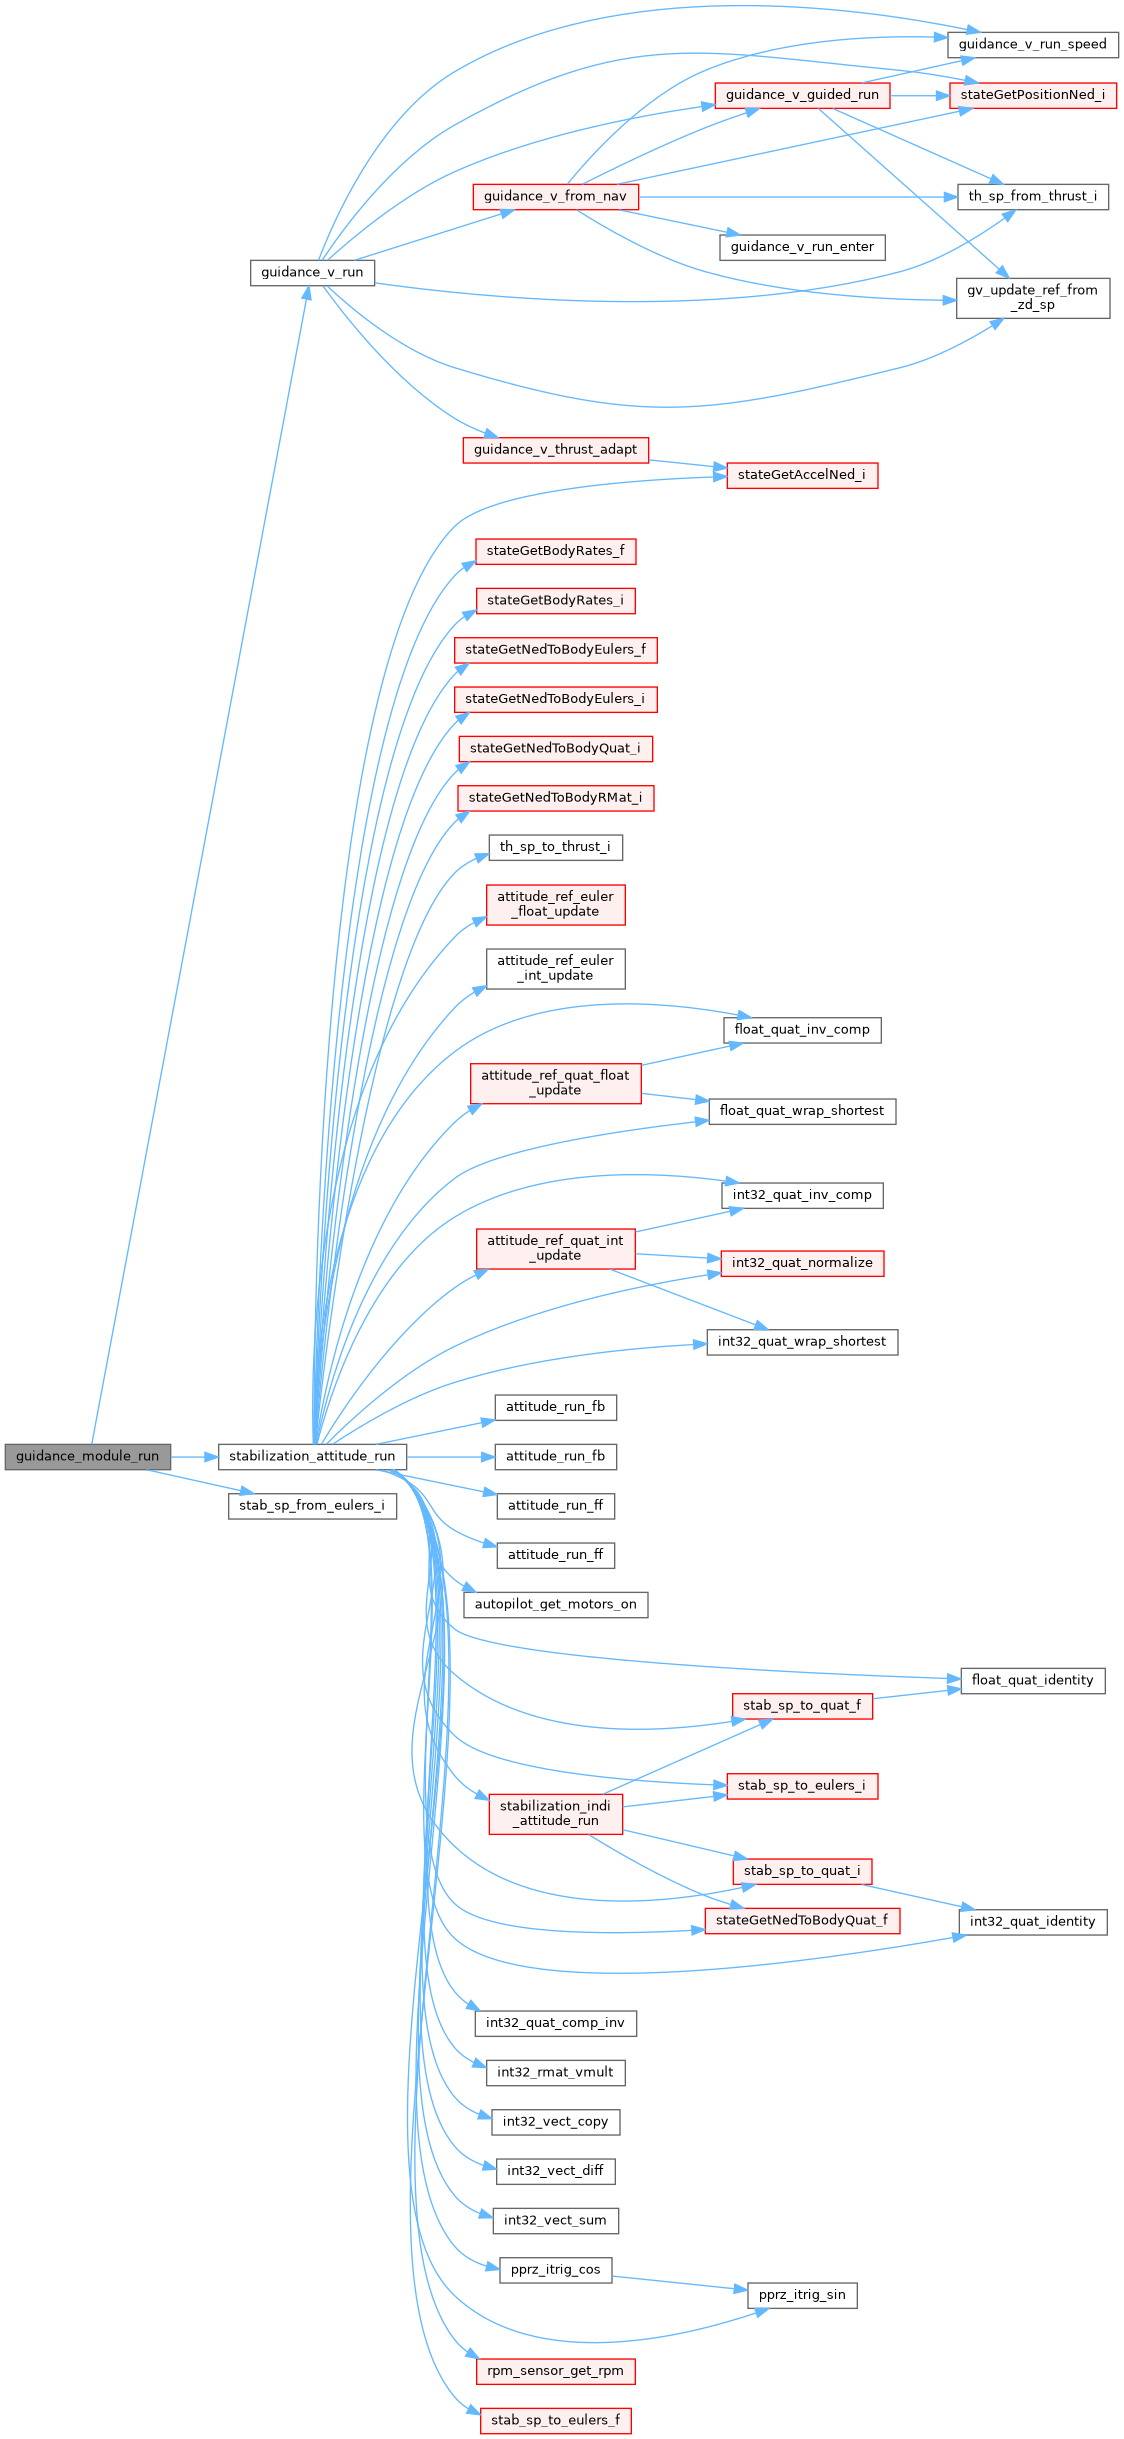 guidance_v_run_speed
guidance_v_guided_run
stateGetPositionNed_i
guidance_v_from_nav
th_sp_from_thrust_i
guidance_v_run_enter
guidance_v_run
gv_update_ref_from
_zd_sp
guidance_v_thrust_adapt
stateGetAccelNed_i
stateGetBodyRates_f
stateGetBodyRates_i
stateGetNedToBodyEulers_f
stateGetNedToBodyEulers_i
stateGetNedToBodyQuat_i
stateGetNedToBodyRMat_i
th_sp_to_thrust_i
attitude_ref_euler
_float_update
attitude_ref_euler
_int_update
float_quat_inv_comp
attitude_ref_quat_float
_update
float_quat_wrap_shortest
int32_quat_inv_comp
attitude_ref_quat_int
_update
int32_quat_normalize
int32_quat_wrap_shortest
attitude_run_fb
guidance_module_run
stabilization_attitude_run
attitude_run_fb
stab_sp_from_eulers_i
attitude_run_ff
attitude_run_ff
autopilot_get_motors_on
float_quat_identity
stab_sp_to_quat_f
stab_sp_to_eulers_i
stabilization_indi
_attitude_run
stab_sp_to_quat_i
stateGetNedToBodyQuat_f
int32_quat_identity
int32_quat_comp_inv
int32_rmat_vmult
int32_vect_copy
int32_vect_diff
int32_vect_sum
pprz_itrig_cos
pprz_itrig_sin
rpm_sensor_get_rpm
stab_sp_to_eulers_f